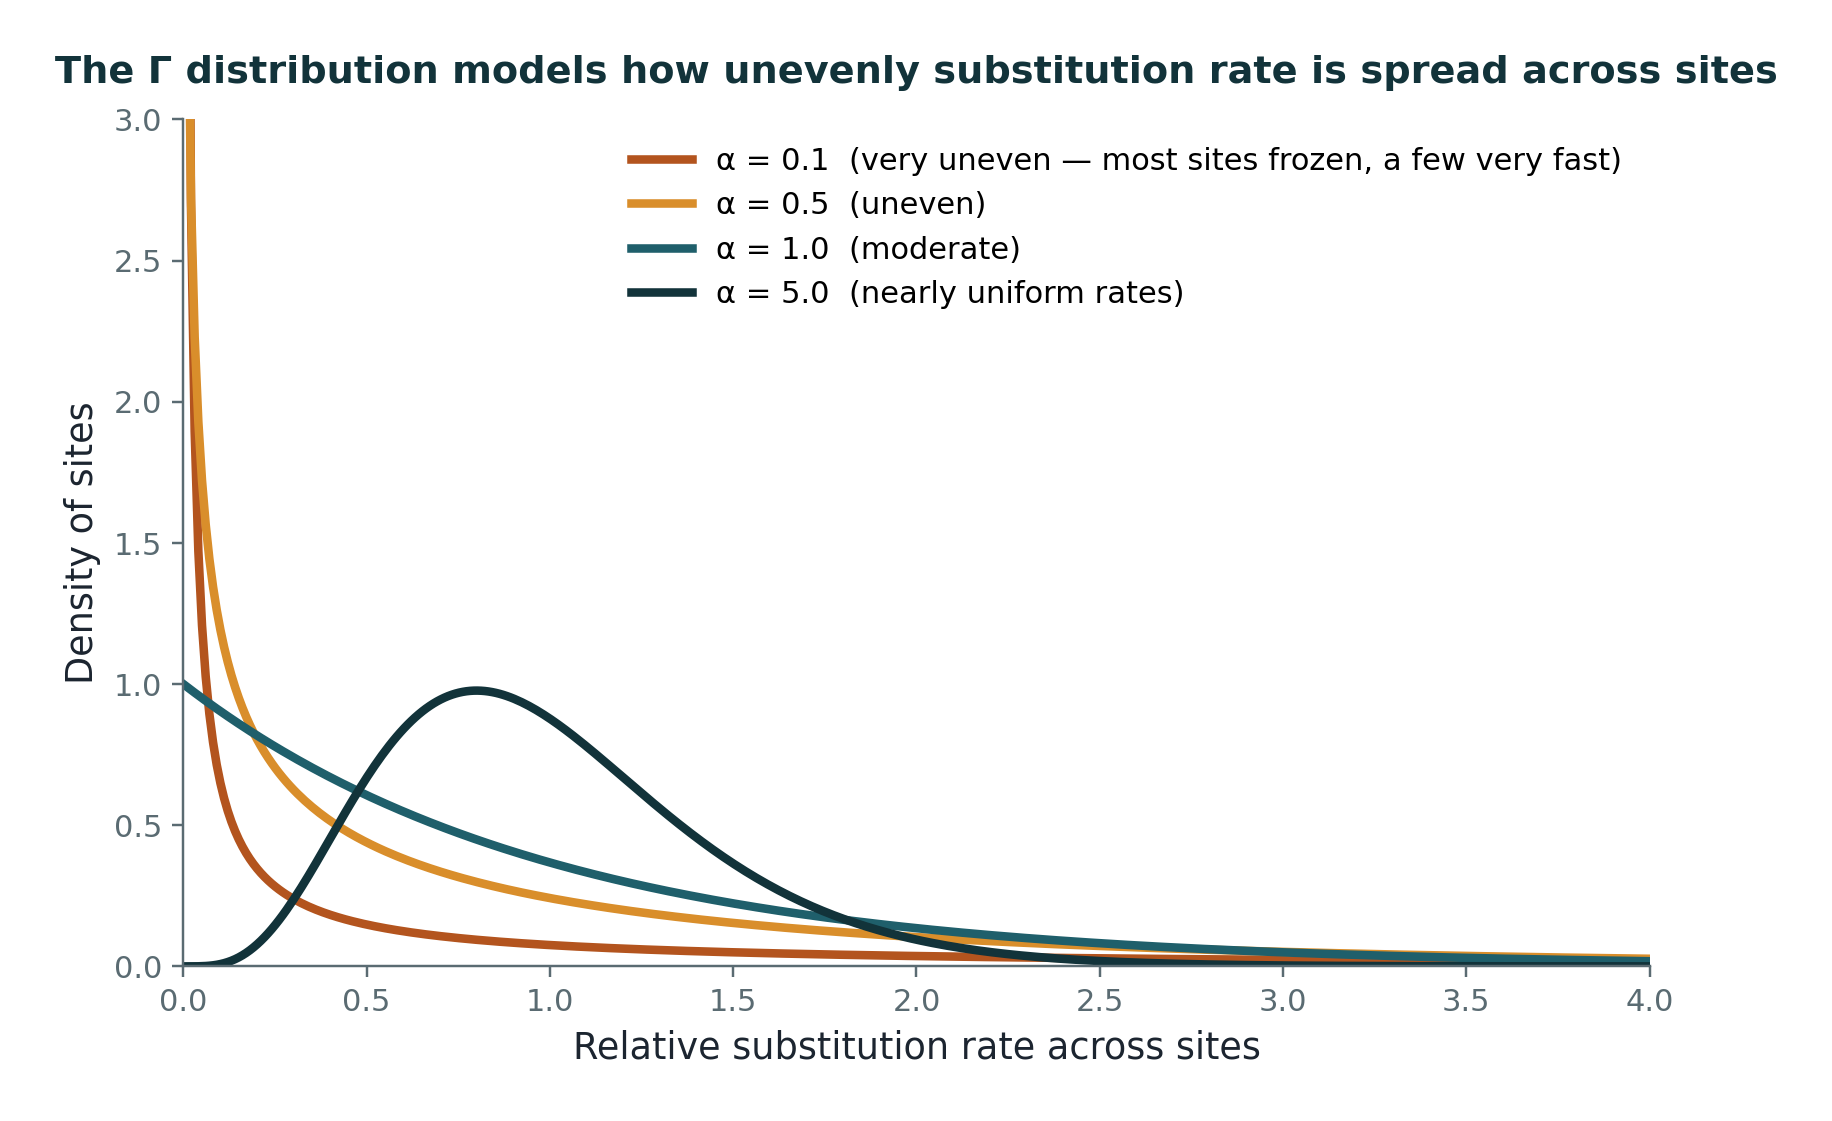 The Γ distribution models how unevenly substitution rate is spread across sites
α = 0.1 (very uneven — most sites frozen, a few very fast)
α = 0.5 (uneven)
α = 1.0 (moderate)
α = 5.0 (nearly uniform rates)
Density of sites
3.0
2.5
2.0
1.5
1.0
0.5
0.0
0.0 0.5 1.0 1.5 2.0 2.5 3.0 3.5 4.0
Relative substitution rate across sites